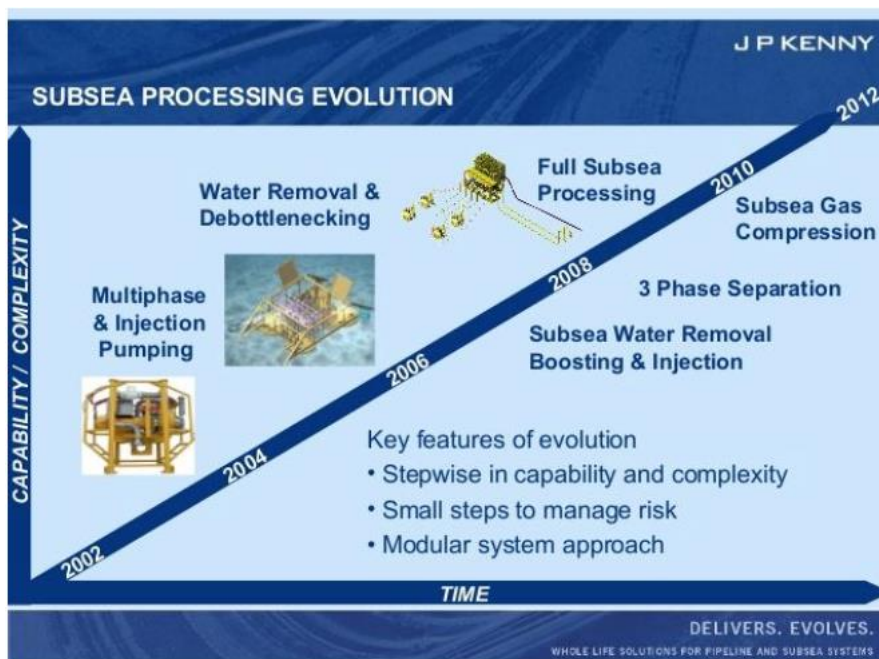 J P KENNY
SUBSEA PROCESSING EVOLUTION
CAPABILITY / COMPLEXITY
Multiphase
& Injection
Pumping
Water Removal &
Debottlenecking
Full Subsea
Processing
2002
2004
2006
2008
2010
2012
Subsea Gas
Compression
3 Phase Separation
Subsea Water Removal
Boosting & Injection
Key features of evolution
• Stepwise in capability and complexity
• Small steps to manage risk
• Modular system approach
TIME
DELIVERS. EVOLVES.
WHOLE LIFE SOLUTIONS FOR PIPELINE AND SUBSEA SYSTEMS